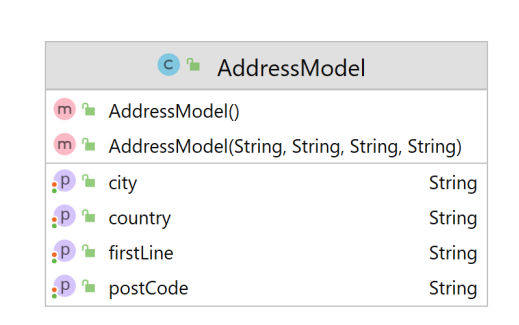 C AddressModel
m AddressModel()
m AddressModel(String, String, String, String)
p city String
p country String
p firstLine String
p postCode String